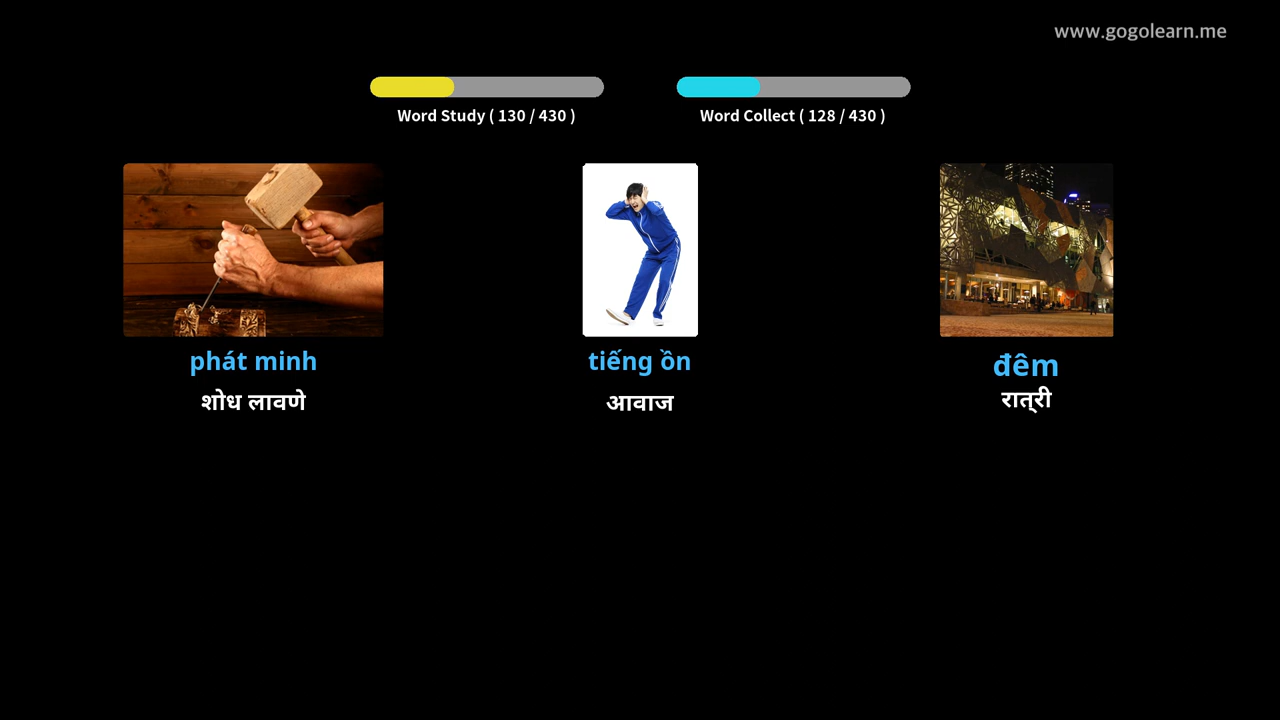 www.gogolearn.me
Word Study ( 130 / 430 )
Word Collect ( 128 / 430 )
phát minh
शोध लावणे
tiếng ồn
आवाज
đêm
रात्री